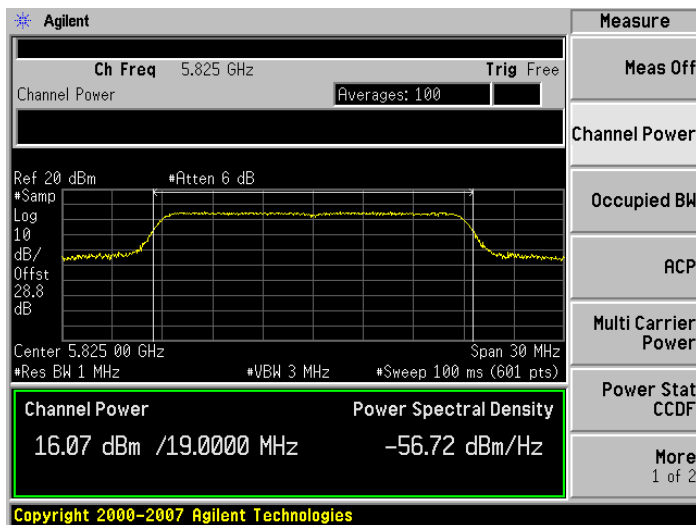 Agilent
Measure
Ch Freq 5.825 GHz Trig Free
Channel Power Averages: 100
Meas Off
Channel Power
Occupied BW
ACP
Multi Carrier
Power
Power Stat
CCDF
More
1 of 2
Ref 20 dBm #Atten 6 dB
#Samp
Log
10
dB/
Offst
28.8
dB
Center 5.825 00 GHz Span 30 MHz
#Res BW 1 MHz #VBW 3 MHz #Sweep 100 ms (601 pts)
Channel Power Power Spectral Density
16.07 dBm /19.0000 MHz -56.72 dBm/Hz
Copyright 2000-2007 Agilent Technologies